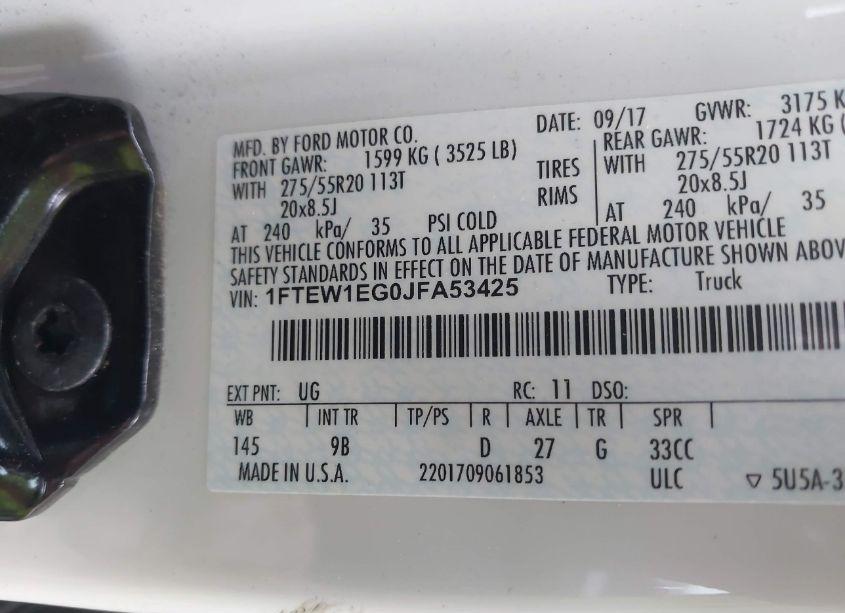 MFD. BY FORD MOTOR CO. DATE: 09/17 GVWR: 3175 K
FRONT GAWR: 1599 KG ( 3525 LB) REAR GAWR: 1724 KG (
WITH 275/55R20 113T TIRES WITH 275/55R20 113T
20x8.5J RIMS 20x8.5J
AT 240 kPa/ 35 PSI COLD AT 240 kPa/ 35
THIS VEHICLE CONFORMS TO ALL APPLICABLE FEDERAL MOTOR VEHICLE
SAFETY STANDARDS IN EFFECT ON THE DATE OF MANUFACTURE SHOWN ABOV
VIN: 1FTEW1EG0JFA53425 TYPE: Truck
EXT PNT: UG RC: 11 DSO:
WB INT TR TP/PS R AXLE TR SPR
145 9B D 27 G 33CC
MADE IN U.S.A. 2201709061853 ULC ▽ 5U5A-3